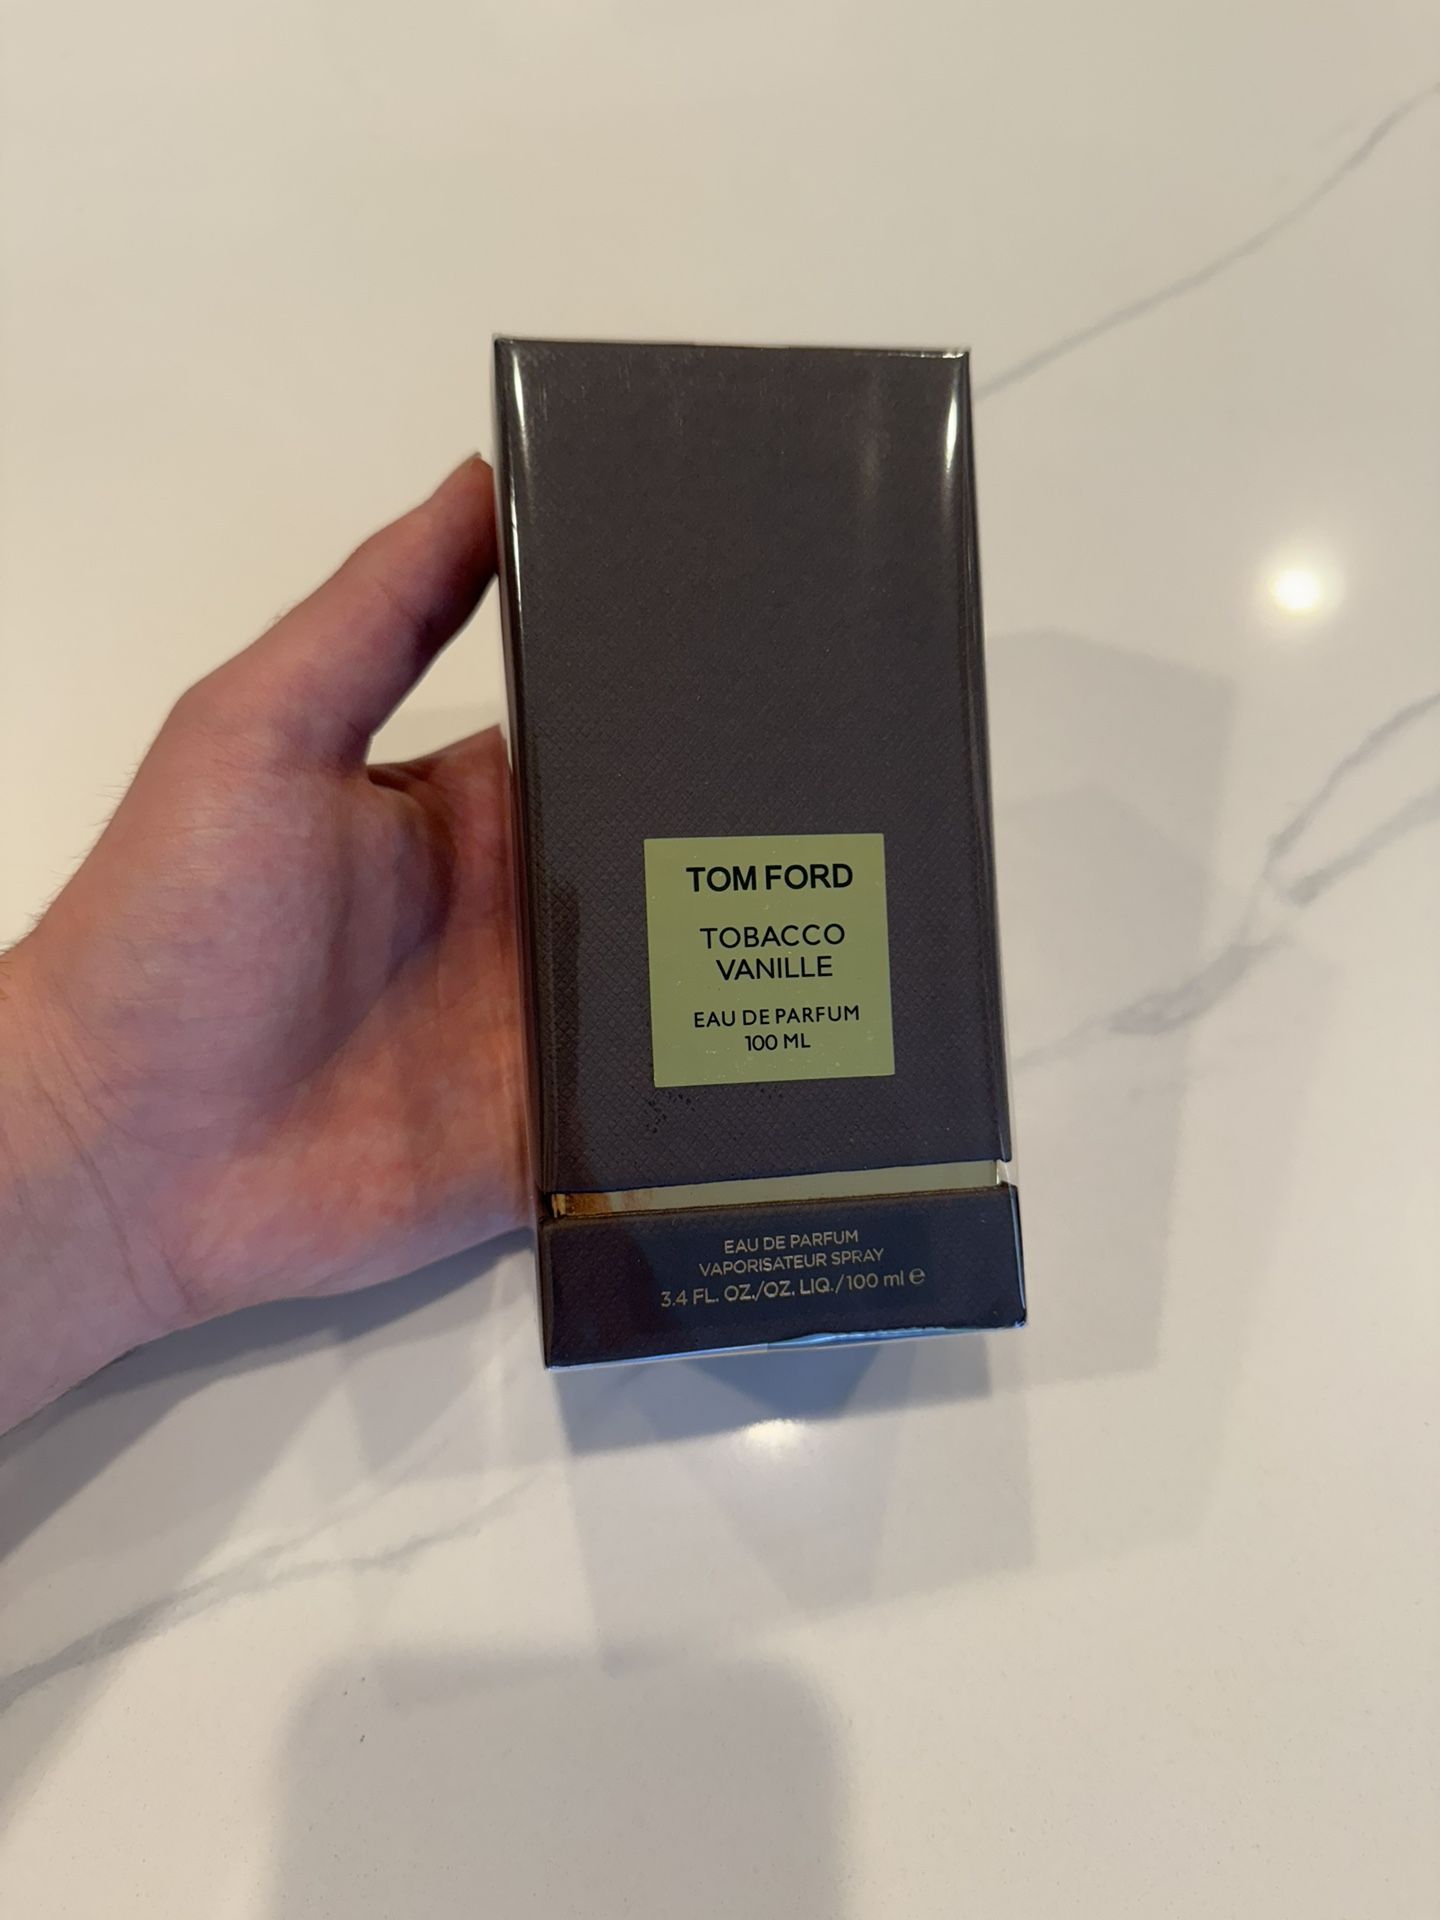 TOM FORD
TOBACCO
VANILLE
EAU DE PARFUM
100 ML
EAU DE PARFUM
VAPORISATEUR SPRAY
3.4 FL. OZ./OZ. LIQ./100 ml ℮